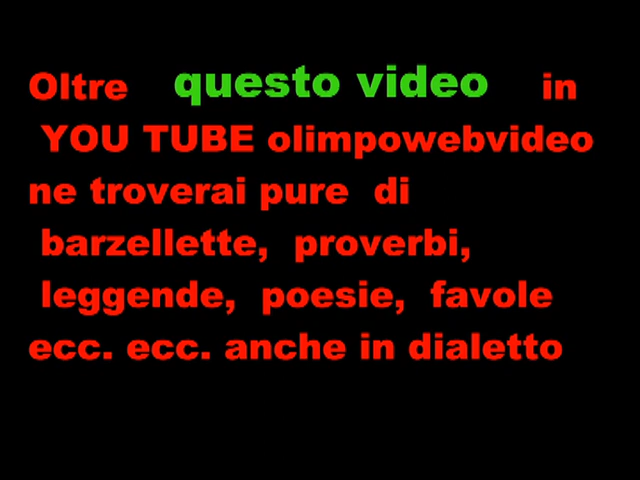 Oltre questo video in
YOU TUBE olimpowebvideo
ne troverai pure di
barzellette, proverbi,
leggende, poesie, favole
ecc. ecc. anche in dialetto